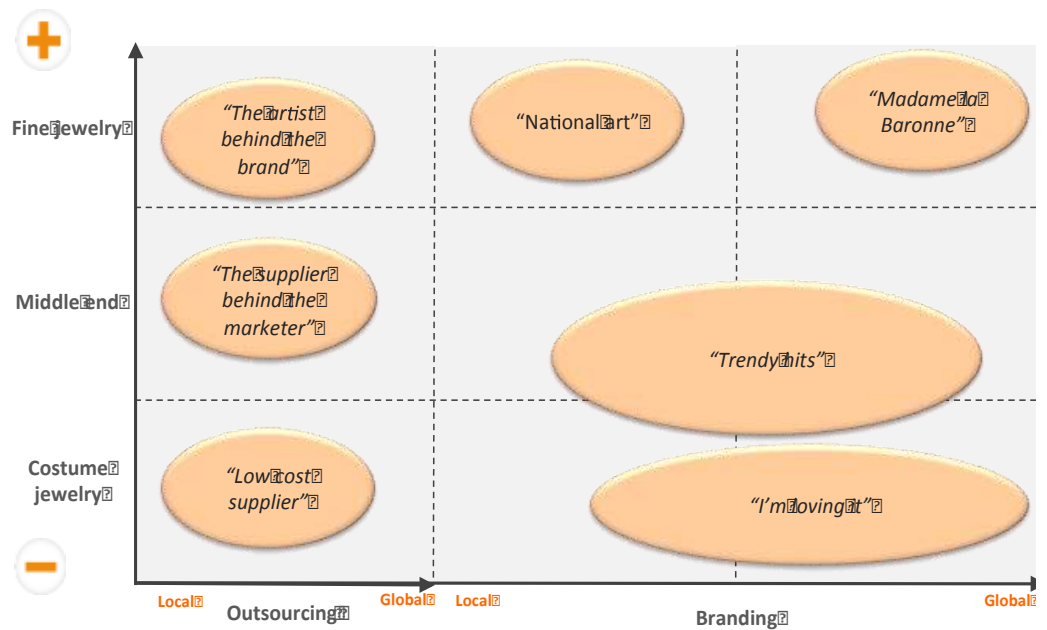 Fine jewelry
Middle end
Costume
jewelry
“The artist
behind the
brand”
“National art”
“Madame la
Baronne”
“The supplier
behind the
marketer”
“Trendy hits”
“Low cost
supplier”
“I'm loving it”
Local
Outsourcing
Global
Local
Branding
Global